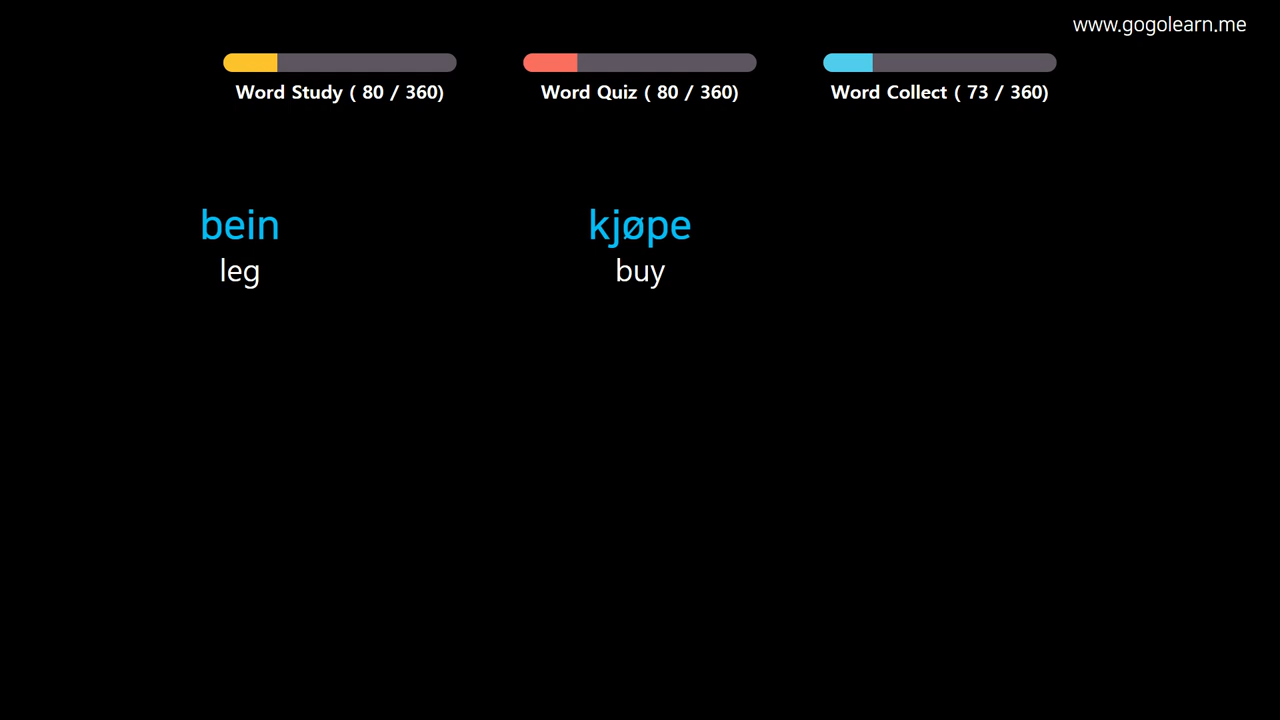 www.gogolearn.me
Word Study ( 80 / 360)
Word Quiz ( 80 / 360)
Word Collect ( 73 / 360)
bein
leg
kjøpe
buy